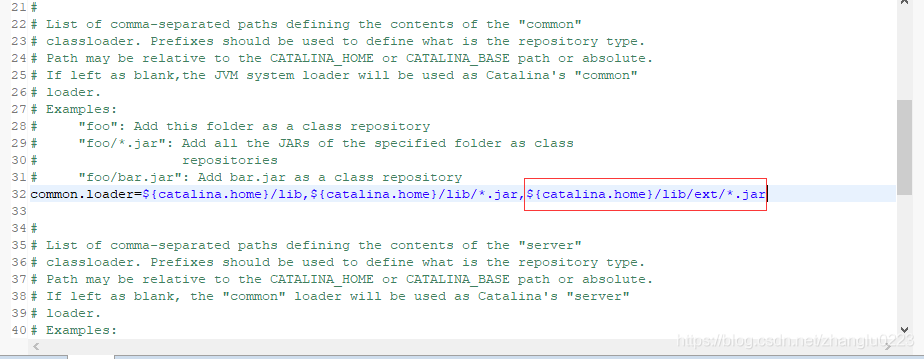 21 #
22 # List of comma-separated paths defining the contents of the "common"
23 # classloader. Prefixes should be used to define what is the repository type.
24 # Path may be relative to the CATALINA_HOME or CATALINA_BASE path or absolute.
25 # If left as blank,the JVM system loader will be used as Catalina's "common"
26 # loader.
27 # Examples:
28 #     "foo": Add this folder as a class repository
29 #     "foo/*.jar": Add all the JARs of the specified folder as class
30 #                  repositories
31 #     "foo/bar.jar": Add bar.jar as a class repository
32 common.loader=${catalina.home}/lib,${catalina.home}/lib/*.jar,${catalina.home}/lib/ext/*.jar
33
34 #
35 # List of comma-separated paths defining the contents of the "server"
36 # classloader. Prefixes should be used to define what is the repository type.
37 # Path may be relative to the CATALINA_HOME or CATALINA_BASE path or absolute.
38 # If left as blank, the "common" loader will be used as Catalina's "server"
39 # loader.
40 # Examples:
https://blog.csdn.net/zhanglu0223